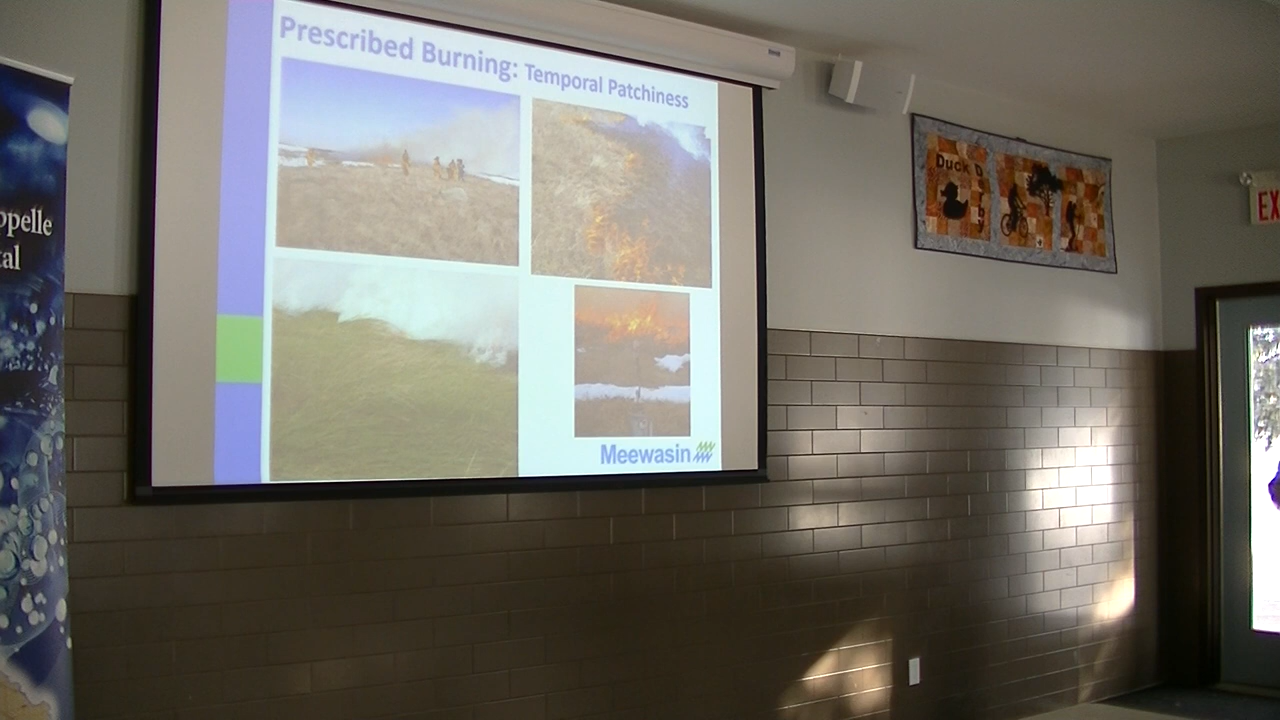 Prescribed Burning: Temporal Patchiness
Meewasin
ppelle
tal
Duck D
EX